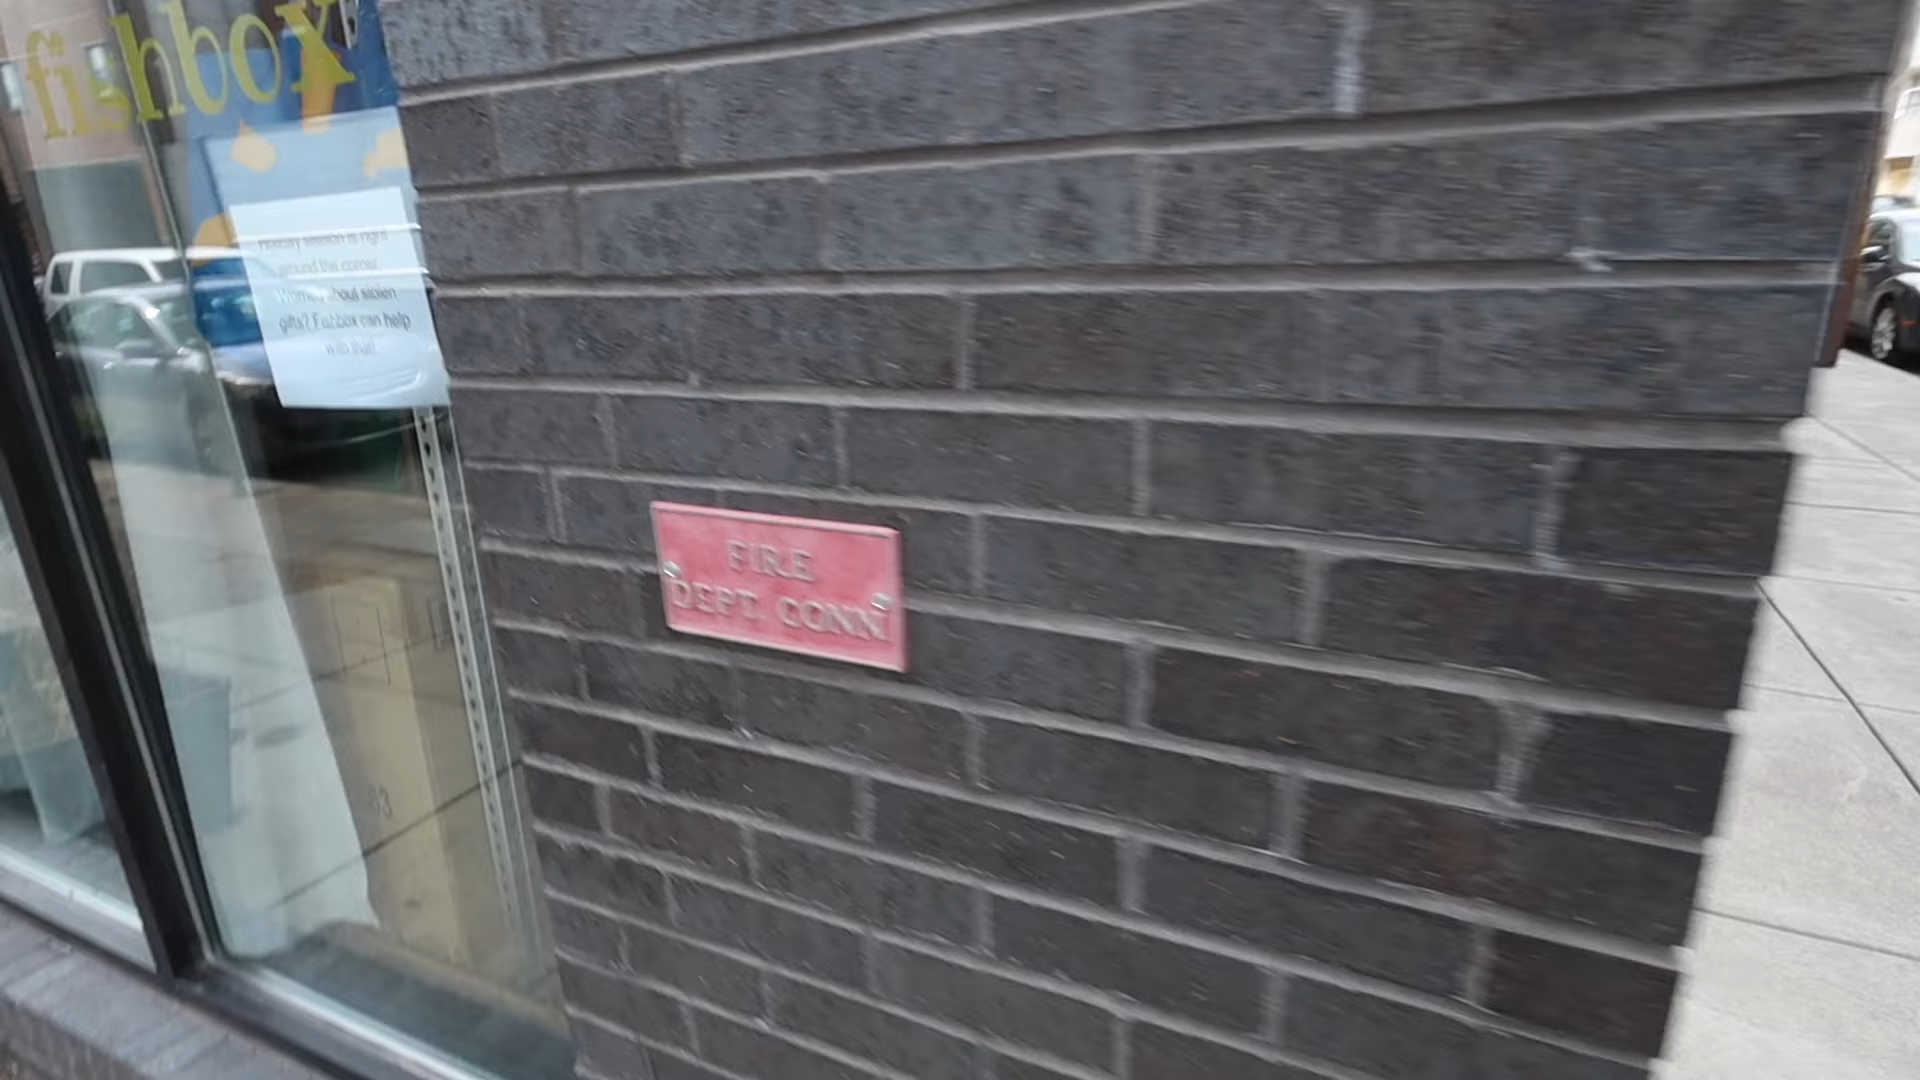 fishbox
Holiday season is right
around the corner.
Worried about stolen
gifts? Fishbox can help
with that!
FIRE
DEPT. CONN